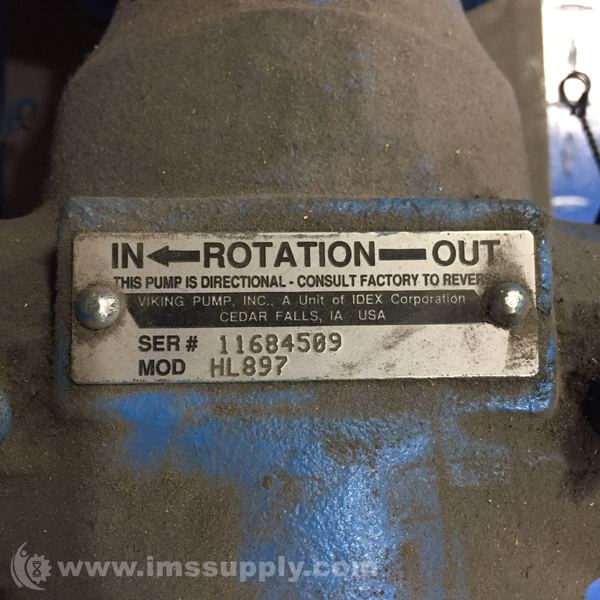 IN ROTATION OUT
THIS PUMP IS DIRECTIONAL - CONSULT FACTORY TO REVERSE
VIKING PUMP, INC., A Unit of IDEX Corporation
CEDAR FALLS, IA USA
SER # 11684509
MOD HL897
www.imssupply.com